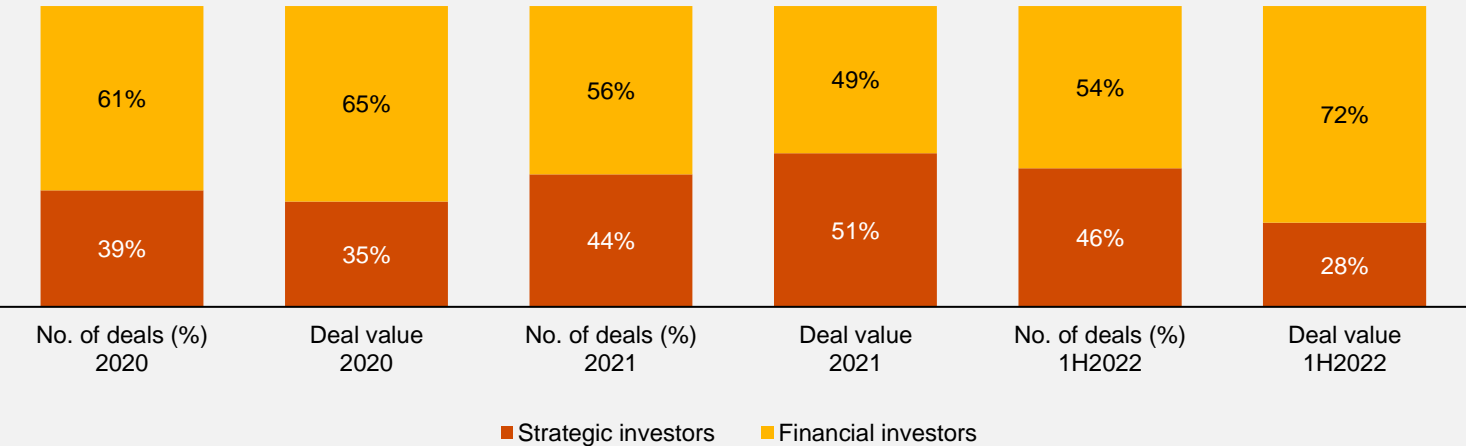 61%
65%
56%
49%
54%
72%
39%
35%
44%
51%
46%
28%
No. of deals (%)
2020
Deal value
2020
No. of deals (%)
2021
Deal value
2021
No. of deals (%)
1H2022
Deal value
1H2022
Strategic investors
Financial investors